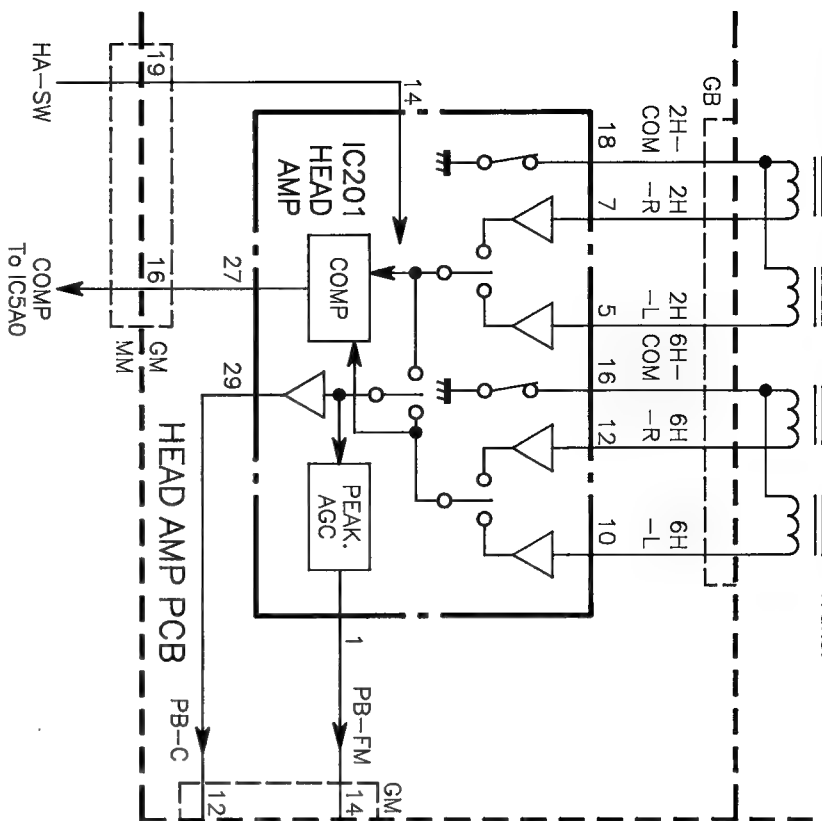 HA-SW
19
14
GB
2H-
COM
18
2H
-R
7
2H
-L
5
6H-
COM
16
6H
-R
12
6H
-L
10
IC201
HEAD
AMP
COMP
27
16
COMP
To IC5A0
GM
MM
29
PEAK.
AGC
1
HEAD AMP PCB
PB-C
PB-FM
GM
12
14